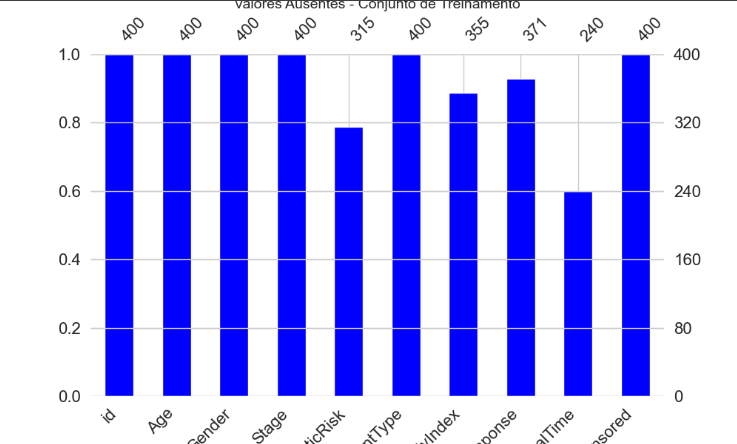 Valores Ausentes - Conjunto de Treinamento
400 400 400 400 315 400 355 371 240 400
1.0 400
0.8 320
0.6 240
0.4 160
0.2 80
0.0 0
id Age Gender Stage ticRisk ntType yIndex ponse alTime nsored